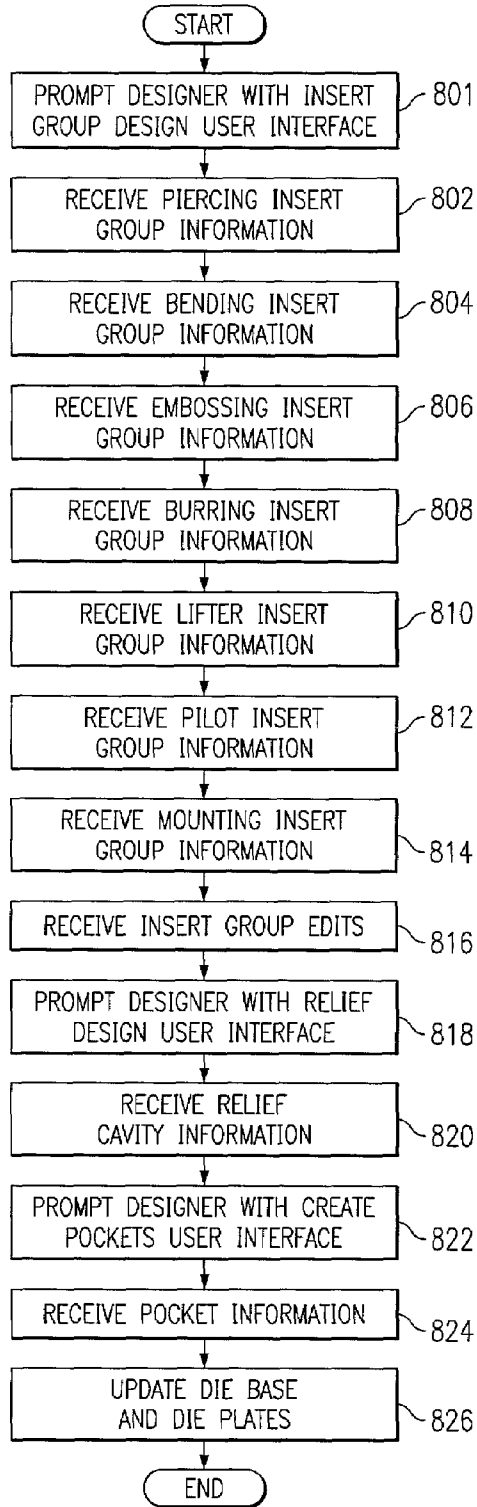 START
PROMPT DESIGNER WITH INSERT
GROUP DESIGN USER INTERFACE
801
RECEIVE PIERCING INSERT
GROUP INFORMATION
802
RECEIVE BENDING INSERT
GROUP INFORMATION
804
RECEIVE EMBOSSING INSERT
GROUP INFORMATION
806
RECEIVE BURRING INSERT
GROUP INFORMATION
808
RECEIVE LIFTER INSERT
GROUP INFORMATION
810
RECEIVE PILOT INSERT
GROUP INFORMATION
812
RECEIVE MOUNTING INSERT
GROUP INFORMATION
814
RECEIVE INSERT GROUP EDITS
816
PROMPT DESIGNER WITH RELIEF
DESIGN USER INTERFACE
818
RECEIVE RELIEF
CAVITY INFORMATION
820
PROMPT DESIGNER WITH CREATE
POCKETS USER INTERFACE
822
RECEIVE POCKET INFORMATION
824
UPDATE DIE BASE
AND DIE PLATES
826
END